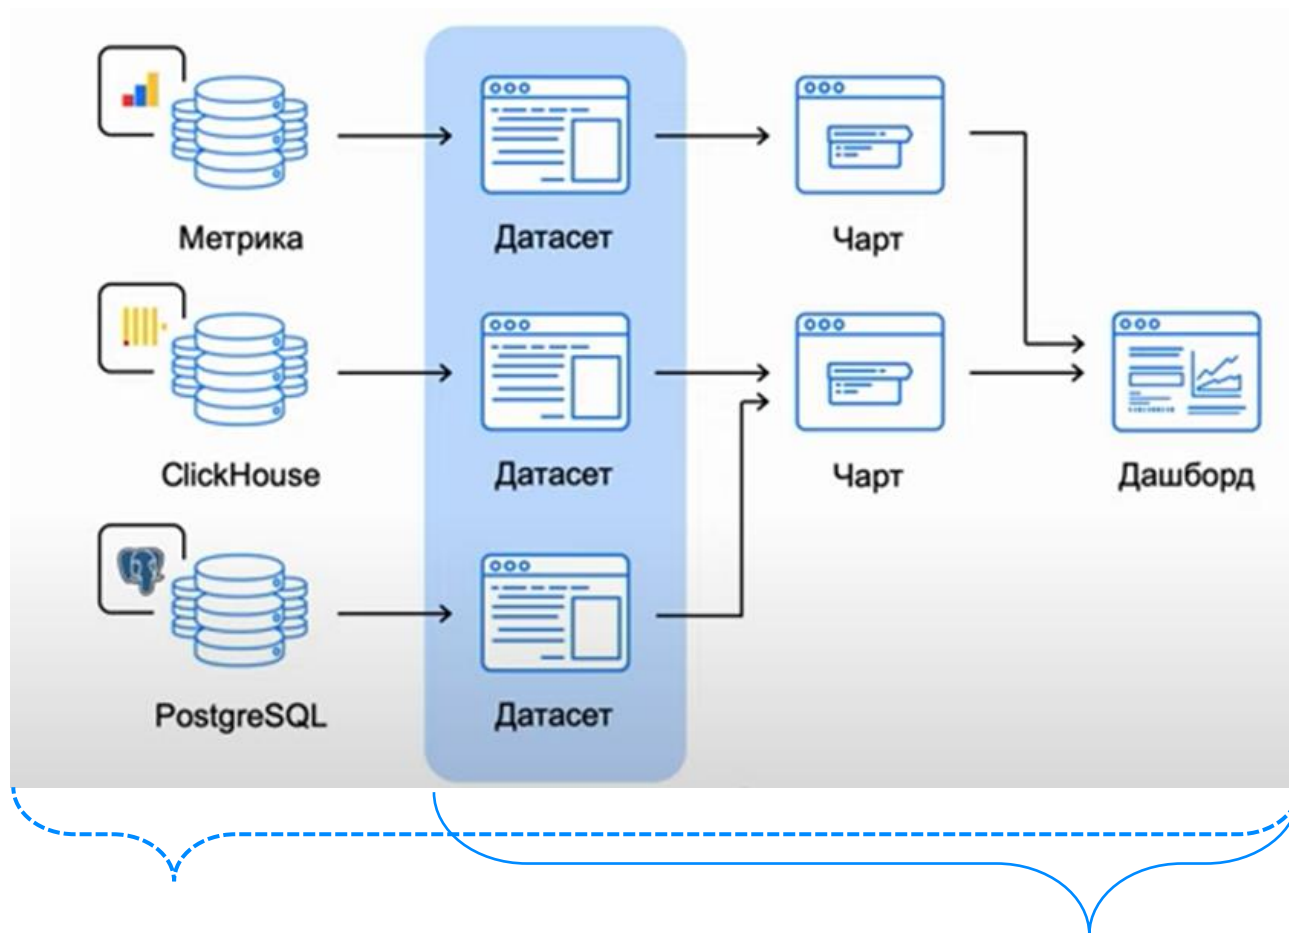 Метрика
Датасет
Чарт
ClickHouse
Датасет
Чарт
Дашборд
PostgreSQL
Датасет